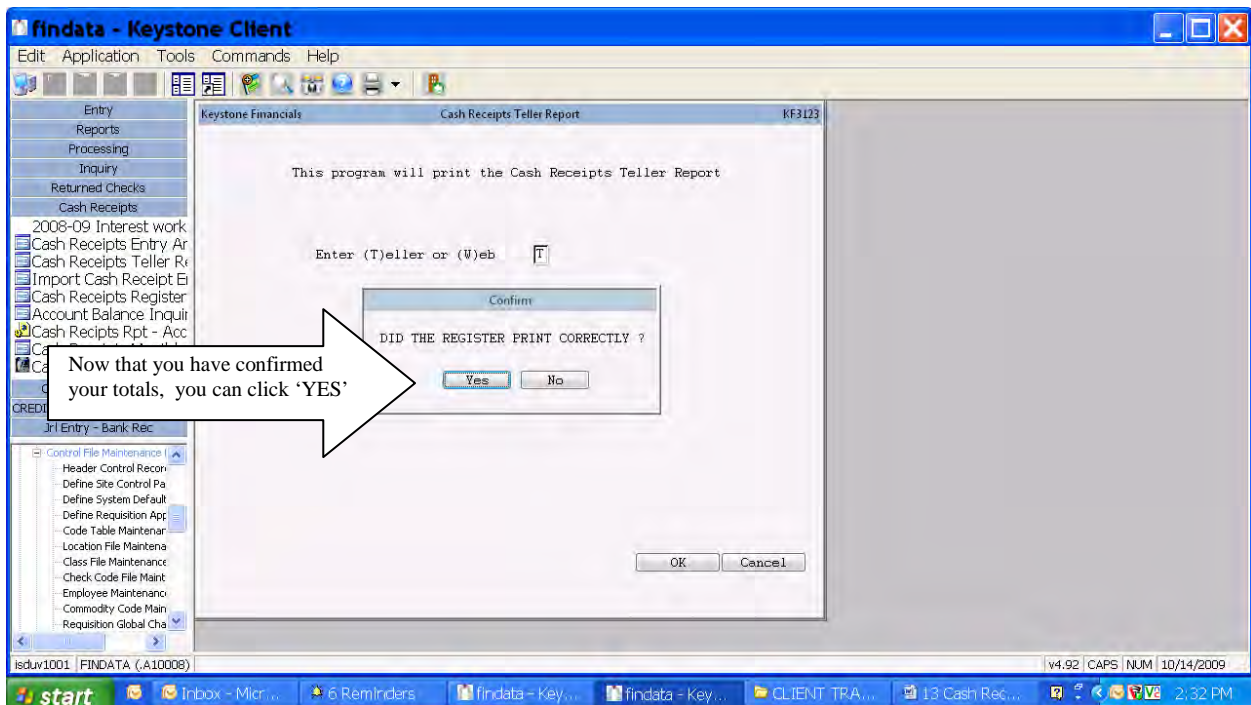 findata - Keystone Client
Edit Application Tools Commands Help
Entry
Reports
Processing
Inquiry
Returned Checks
Cash Receipts
2008-09 Interest work
Cash Receipts Entry Ar
Cash Receipts Teller Re
Import Cash Receipt E
Cash Receipts Register
Account Balance Inquir
Cash Recipts Rpt - Acc
CREDI
Jrl Entry - Bank Rec
Control File Maintenance (
Header Control Recor
Define Site Control Pa
Define System Default
Define Requisition App
Code Table Maintenar
Location File Maintena
Class File Maintenance
Check Code File Maint
Employee Maintenanc
Commodity Code Main
Requisition Global Cha
Keystone Financials Cash Receipts Teller Report KF3123
This program will print the Cash Receipts Teller Report
Enter (T)eller or (W)eb T
Confirm
DID THE REGISTER PRINT CORRECTLY ?
Yes No
Now that you have confirmed
your totals, you can click ‘YES’
OK Cancel
isduv1001 FINDATA (.A10008) v4.92 CAPS NUM 10/14/2009
start Inbox - Micr... 6 Reminders findata - Key... findata - Key... CLIENT TRA... 13 Cash Rec... 2:32 PM